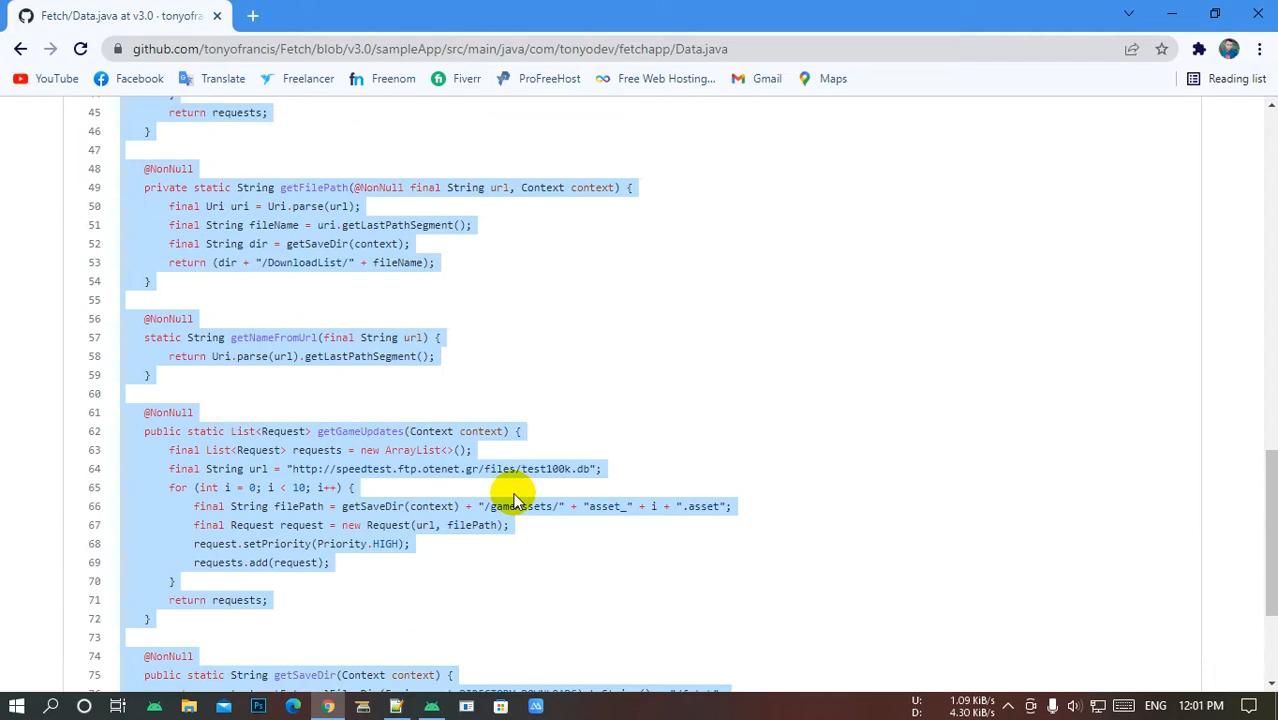 Fetch/Data.java at v3.0 · tonyofra
github.com/tonyofrancis/Fetch/blob/v3.0/sampleApp/src/main/java/com/tonyodev/fetchapp/Data.java
YouTube Facebook Translate Freelancer Freenom Fiverr ProFreeHost Free Web Hosting... Gmail Maps Reading list
45 return requests;
46 }
47
48 @NonNull
49 private static String getFilePath(@NonNull final String url, Context context) {
50 final Uri uri = Uri.parse(url);
51 final String fileName = uri.getLastPathSegment();
52 final String dir = getSaveDir(context);
53 return (dir + "/DownloadList/" + fileName);
54 }
55
56 @NonNull
57 static String getNameFromUrl(final String url) {
58 return Uri.parse(url).getLastPathSegment();
59 }
60
61 @NonNull
62 public static List<Request> getGameUpdates(Context context) {
63 final List<Request> requests = new ArrayList<>();
64 final String url = "http://speedtest.ftp.otenet.gr/files/test100k.db";
65 for (int i = 0; i < 10; i++) {
66 final String filePath = getSaveDir(context) + "/gameAssets/" + "asset_" + i + ".asset";
67 final Request request = new Request(url, filePath);
68 request.setPriority(Priority.HIGH);
69 requests.add(request);
70 }
71 return requests;
72 }
73
74 @NonNull
75 public static String getSaveDir(Context context) {
U: 1.09 KiB/s
D: 4.30 KiB/s
ENG 12:01 PM